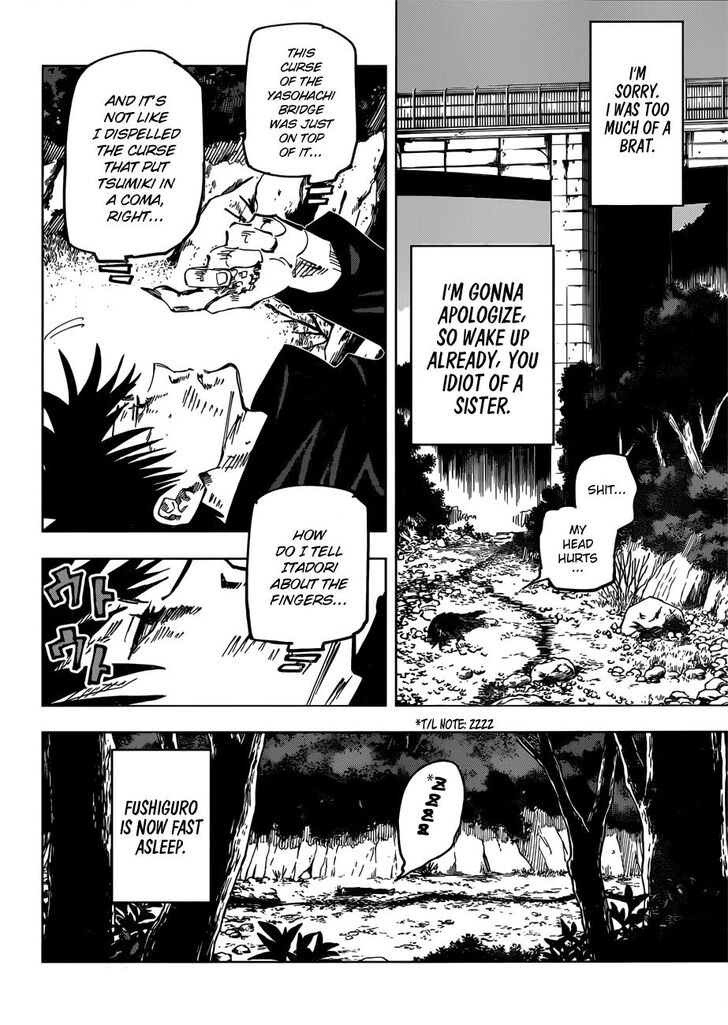 I'M
SORRY.
I WAS TOO
MUCH OF A
BRAT.
I'M GONNA
APOLOGIZE,
SO WAKE UP
ALREADY, YOU
IDIOT OF A
SISTER.
SHIT...
MY
HEAD
HURTS
...
THIS
CURSE
OF THE
YASOHACHI
BRIDGE
WAS JUST
ON TOP
OF IT...
AND IT'S
NOT LIKE
I DISPELLED
THE CURSE
THAT PUT
TSUMIKI IN
A COMA,
RIGHT...
HOW
DO I TELL
ITADORI
ABOUT THE
FINGERS...
ウト
ウト
*T/L NOTE: ZZZZ
*
FUSHIGURO
IS NOW FAST
ASLEEP.